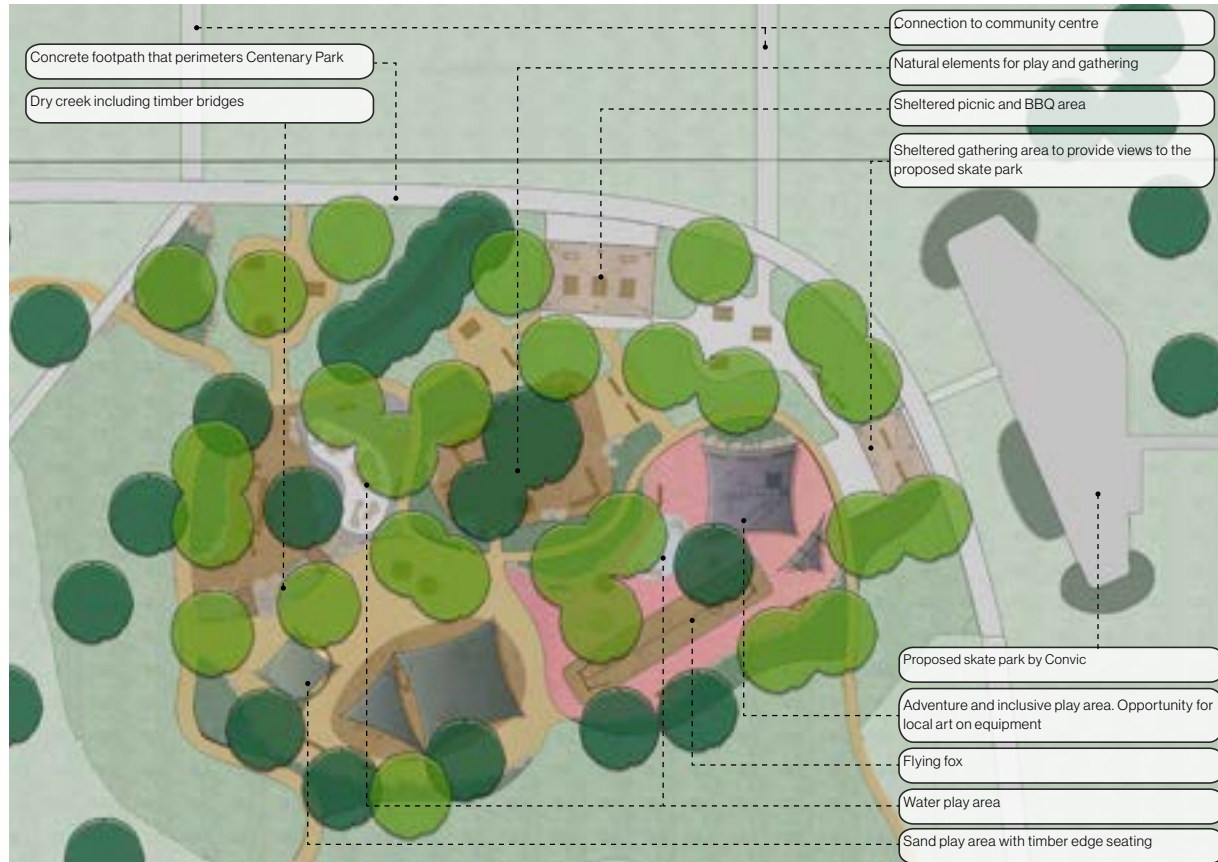 Connection to community centre
Concrete footpath that perimeters Centenary Park
Natural elements for play and gathering
Dry creek including timber bridges
Sheltered picnic and BBQ area
Sheltered gathering area to provide views to the
proposed skate park
Proposed skate park by Convic
Adventure and inclusive play area. Opportunity for
local art on equipment
Flying fox
Water play area
Sand play area with timber edge seating